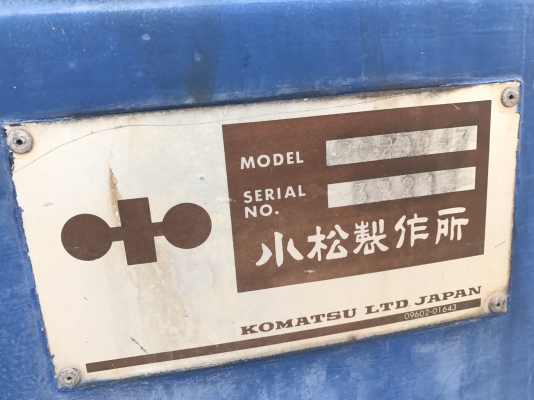 MODEL
SERIAL
NO.
小松製作所
KOMATSU LTD. JAPAN
09602-01643